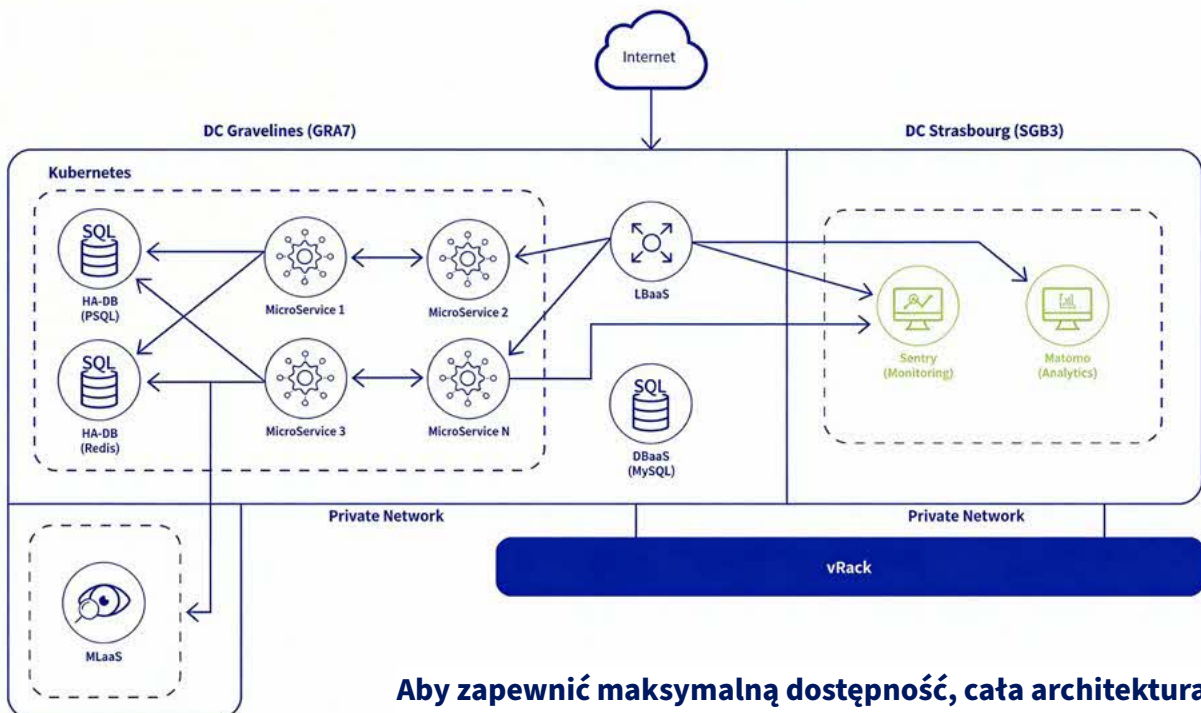 Internet
DC Gravelines (GRA7)
DC Strasbourg (SGB3)
Kubernetes
SQL
HA-DB
(PSQL)
MicroService 1
MicroService 2
LBaaS
Sentry
(Monitoring)
Matomo
(Analytics)
SQL
HA-DB
(Redis)
MicroService 3
MicroService N
SQL
DBaaS
(MySQL)
Private Network
Private Network
vRack
MLaaS
Aby zapewnić maksymalną dostępność, cała architektura